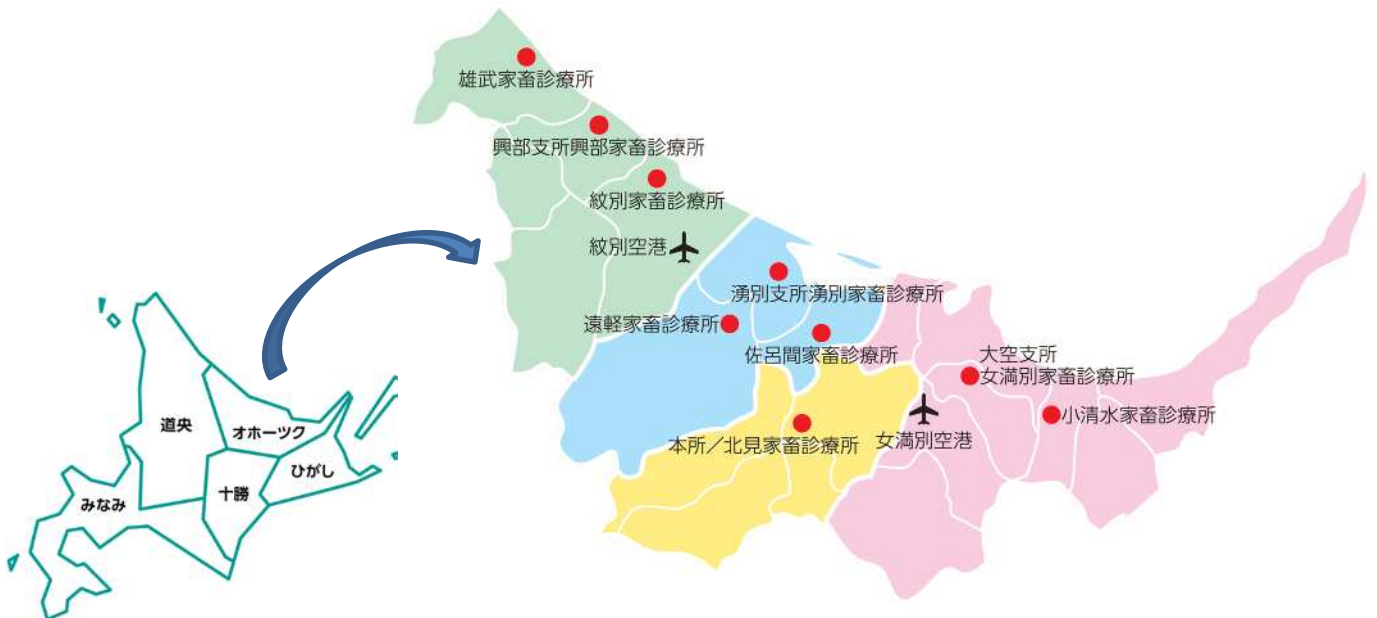 雄武家畜診療所
興部支所興部家畜診療所
紋別家畜診療所
紋別空港
湧別支所湧別家畜診療所
遠軽家畜診療所
佐呂間家畜診療所
大空支所
女満別家畜診療所
小清水家畜診療所
本所／北見家畜診療所
女満別空港
道央
オホーツク
ひがし
十勝
みなみ